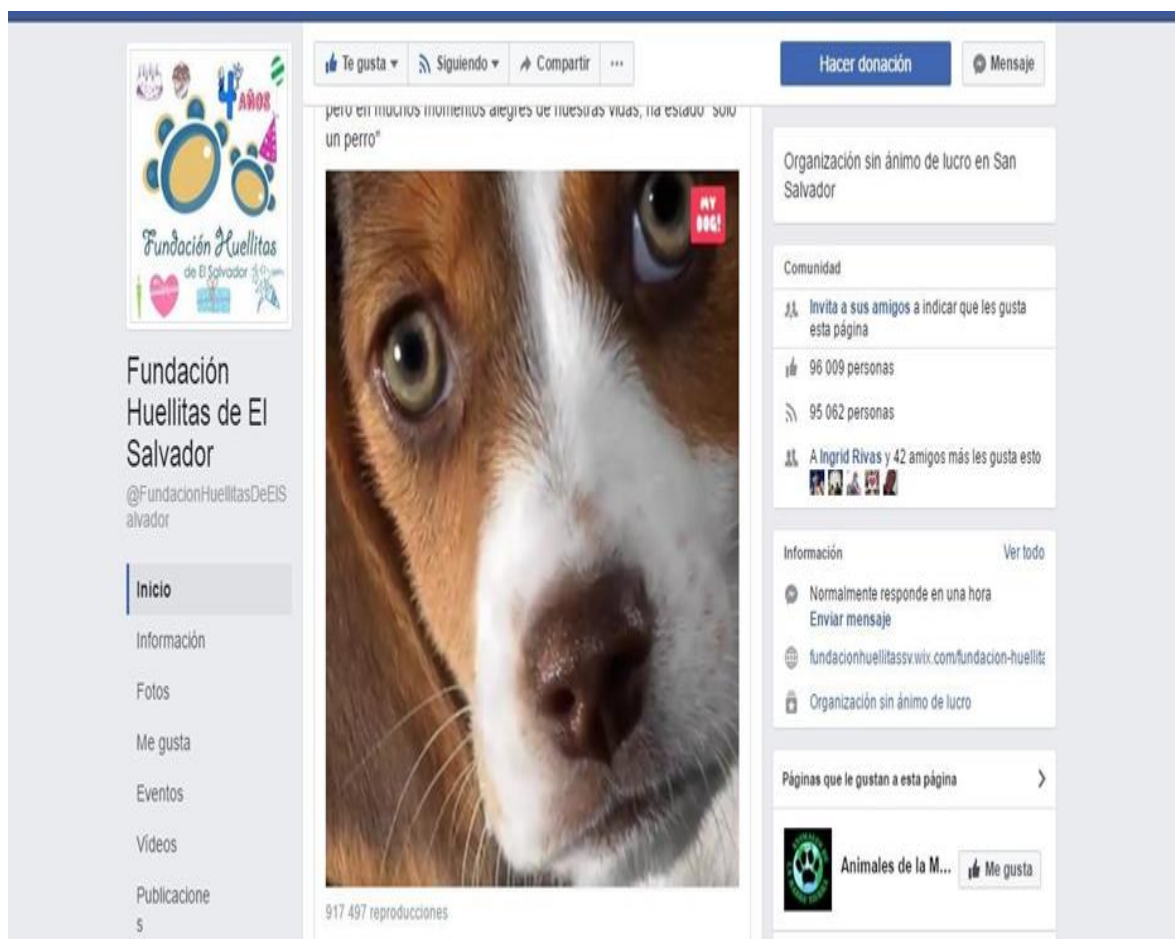 4 AÑOS
Fundación Huellitas
de El Salvador
Fundación
Huellitas de El
Salvador
@FundacionHuellitasDeElS
alvador
Inicio
Información
Fotos
Me gusta
Eventos
Vídeos
Publicacione
s
Te gusta
Siguiendo
Compartir
...
pero en muchos momentos alegres de nuestras vidas, ha estado "solo
un perro"
MY
DOG!
917 497 reproducciones
Hacer donación
Mensaje
Organización sin ánimo de lucro en San
Salvador
Comunidad
Invita a sus amigos a indicar que les gusta
esta página
96 009 personas
95 062 personas
A Ingrid Rivas y 42 amigos más les gusta esto
Información
Ver todo
Normalmente responde en una hora
Enviar mensaje
fundacionhuellitassv.wix.com/fundacion-huellita
Organización sin ánimo de lucro
Páginas que le gustan a esta página
Animales de la M...
Me gusta